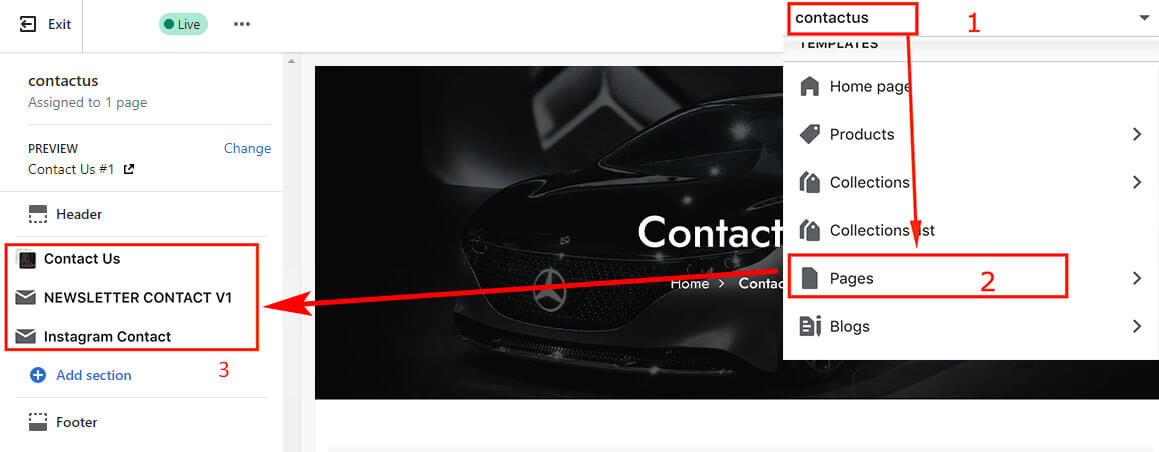 Exit
Live
contactus
Assigned to 1 page
PREVIEW
Change
Contact Us #1
Header
Contact Us
NEWSLETTER CONTACT V1
Instagram Contact
3
Add section
Footer
Contact
Home
contactus
1
TEMPLATES
Home page
Products
Collections
Collections list
Pages
2
Blogs